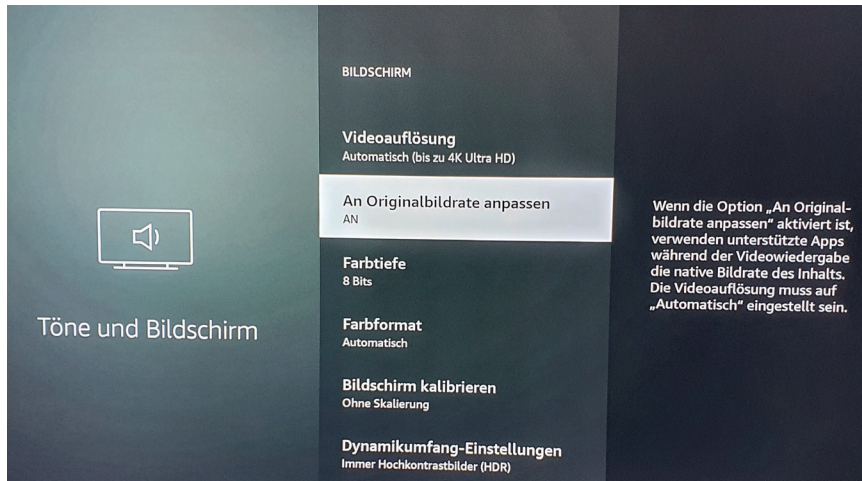 BILDSCHIRM
Videoauflösung
Automatisch (bis zu 4K Ultra HD)
An Originalbildrate anpassen
AN
Farbtiefe
8 Bits
Farbformat
Automatisch
Bildschirm kalibrieren
Ohne Skalierung
Dynamikumfang-Einstellungen
Immer Hochkontrastbilder (HDR)
Töne und Bildschirm
Wenn die Option „An Original-
bildrate anpassen“ aktiviert ist,
verwenden unterstützte Apps
während der Videowiedergabe
die native Bildrate des Inhalts.
Die Videoauflösung muss auf
„Automatisch“ eingestellt sein.